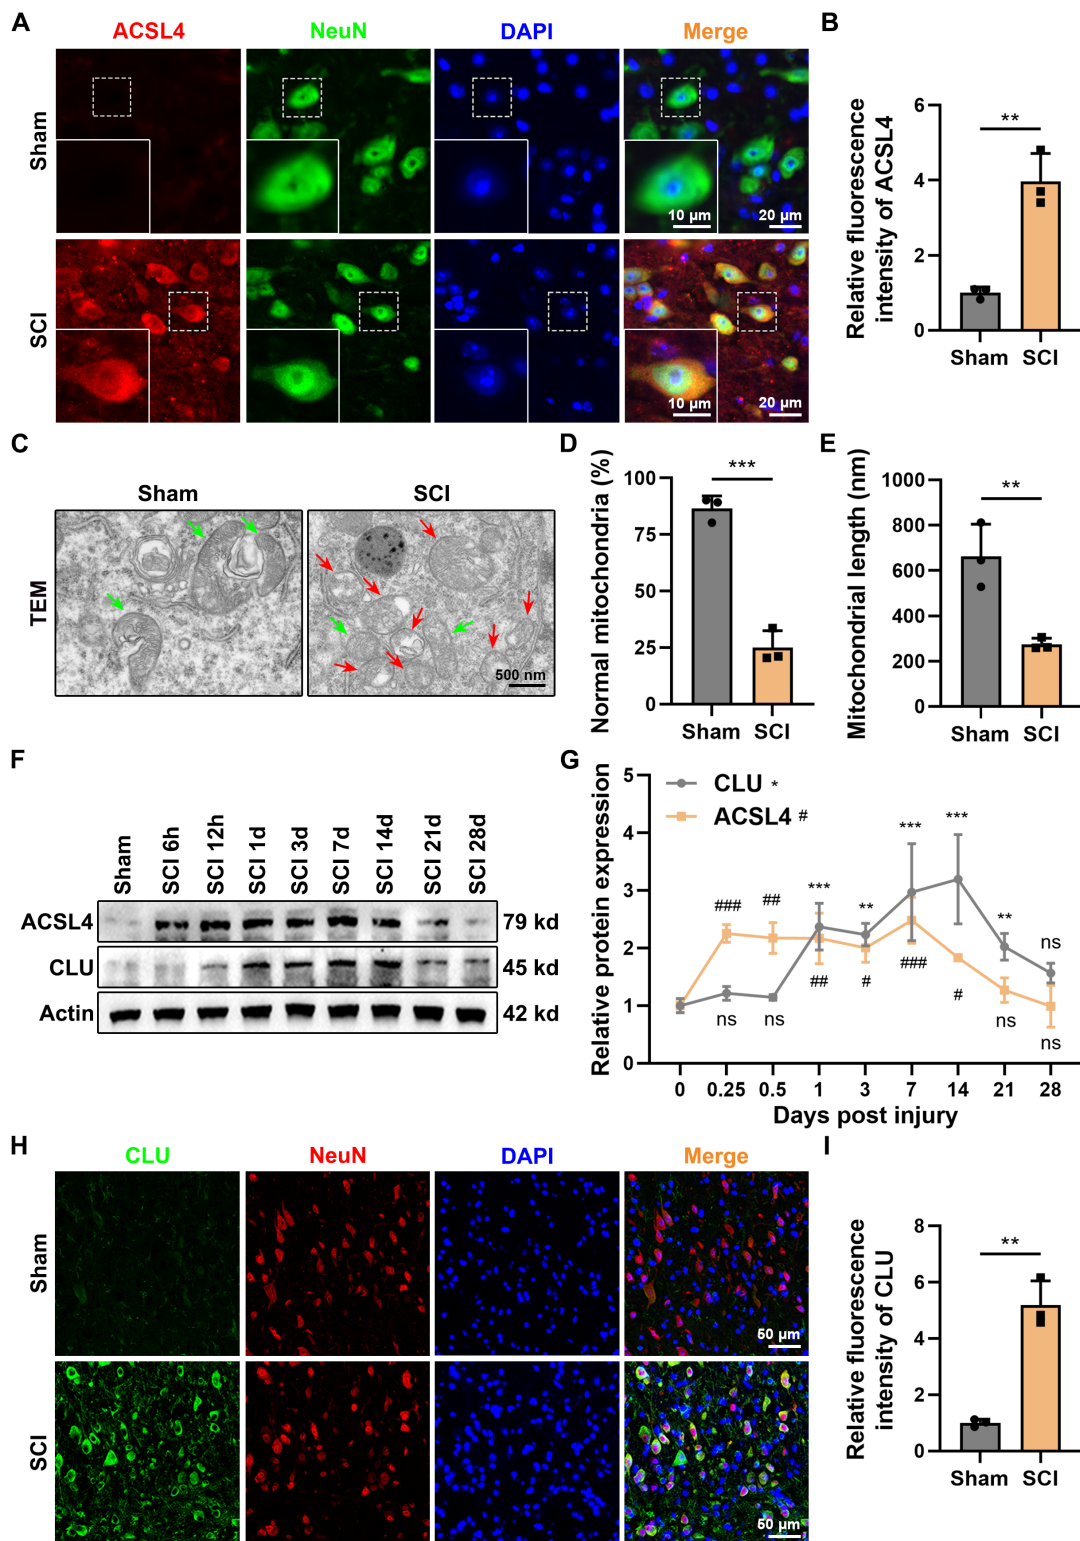 A
ACSL4 NeuN DAPI Merge
Sham
10 µm 20 µm
SCI
10 µm 20 µm
B
Relative fluorescence
intensity of ACSL4
6
4
2
0
**
Sham SCI
C
Sham SCI
TEM
500 nm
D
Normal mitochondria (%)
100
75
50
25
0
***
Sham SCI
E
Mitochondrial length (nm)
1000
800
600
400
200
0
**
Sham SCI
F
Sham SCI 6h SCI 12h SCI 1d SCI 3d SCI 7d SCI 14d SCI 21d SCI 28d
ACSL4 79 kd
CLU 45 kd
Actin 42 kd
G
Relative protein expression
5
4
3
2
1
0
CLU *
ACSL4 #
*** ** *** *** ** ns
### ##
## # ### #
ns ns ns ns
0 0.25 0.5 1 3 7 14 21 28
Days post injury
H
CLU NeuN DAPI Merge
Sham
50 µm
SCI
50 µm
I
Relative fluorescence
intensity of CLU
8
6
4
2
0
**
Sham SCI